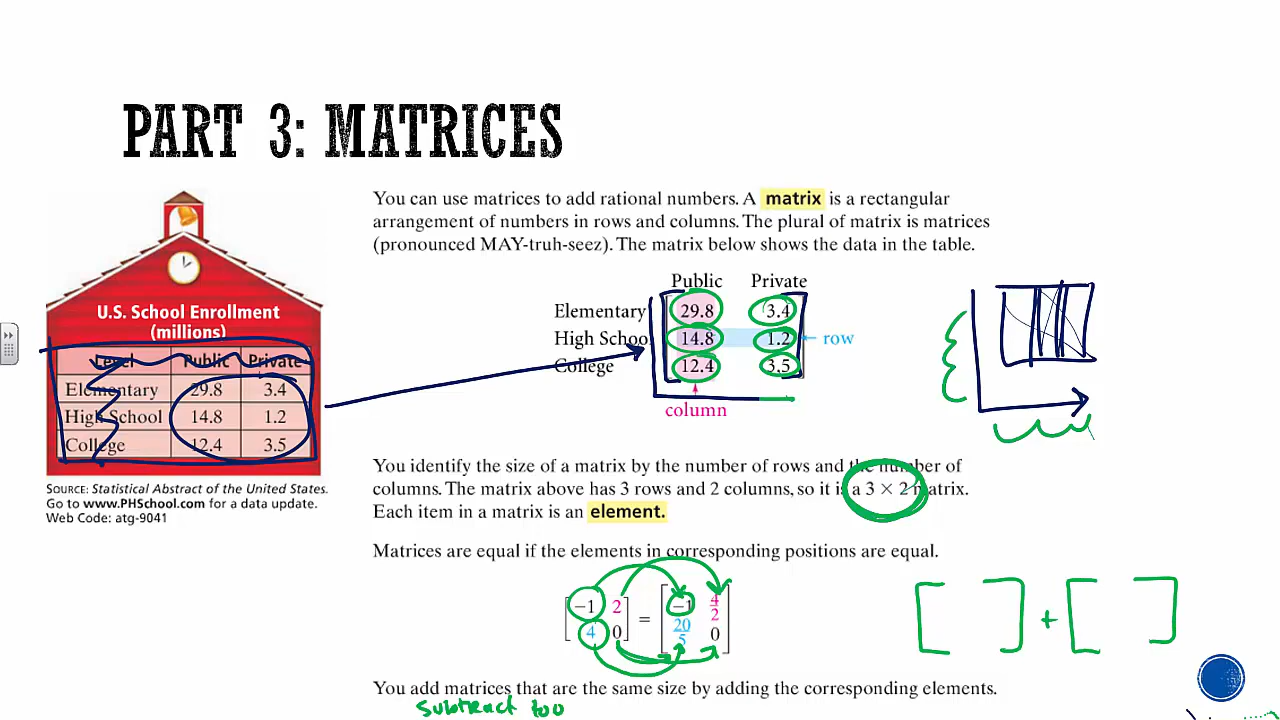 PART 3: MATRICES
You can use matrices to add rational numbers. A matrix is a rectangular
arrangement of numbers in rows and columns. The plural of matrix is matrices
(pronounced MAY-truh-seez). The matrix below shows the data in the table.
U.S. School Enrollment
(millions)
Level Public Private
Elementary 29.8 3.4
High School 14.8 1.2
College 12.4 3.5
SOURCE: Statistical Abstract of the United States.
Go to www.PHSchool.com for a data update.
Web Code: atg-9041
Public Private
Elementary 29.8 3.4
High School 14.8 1.2 ← row
College 12.4 3.5
column
You identify the size of a matrix by the number of rows and the number of
columns. The matrix above has 3 rows and 2 columns, so it is a 3 × 2 matrix.
Each item in a matrix is an element.
Matrices are equal if the elements in corresponding positions are equal.
[−1 2] = [−1 4/2]
[4 0] [20/5 0]
[ ] + [ ]
You add matrices that are the same size by adding the corresponding elements.
subtract too